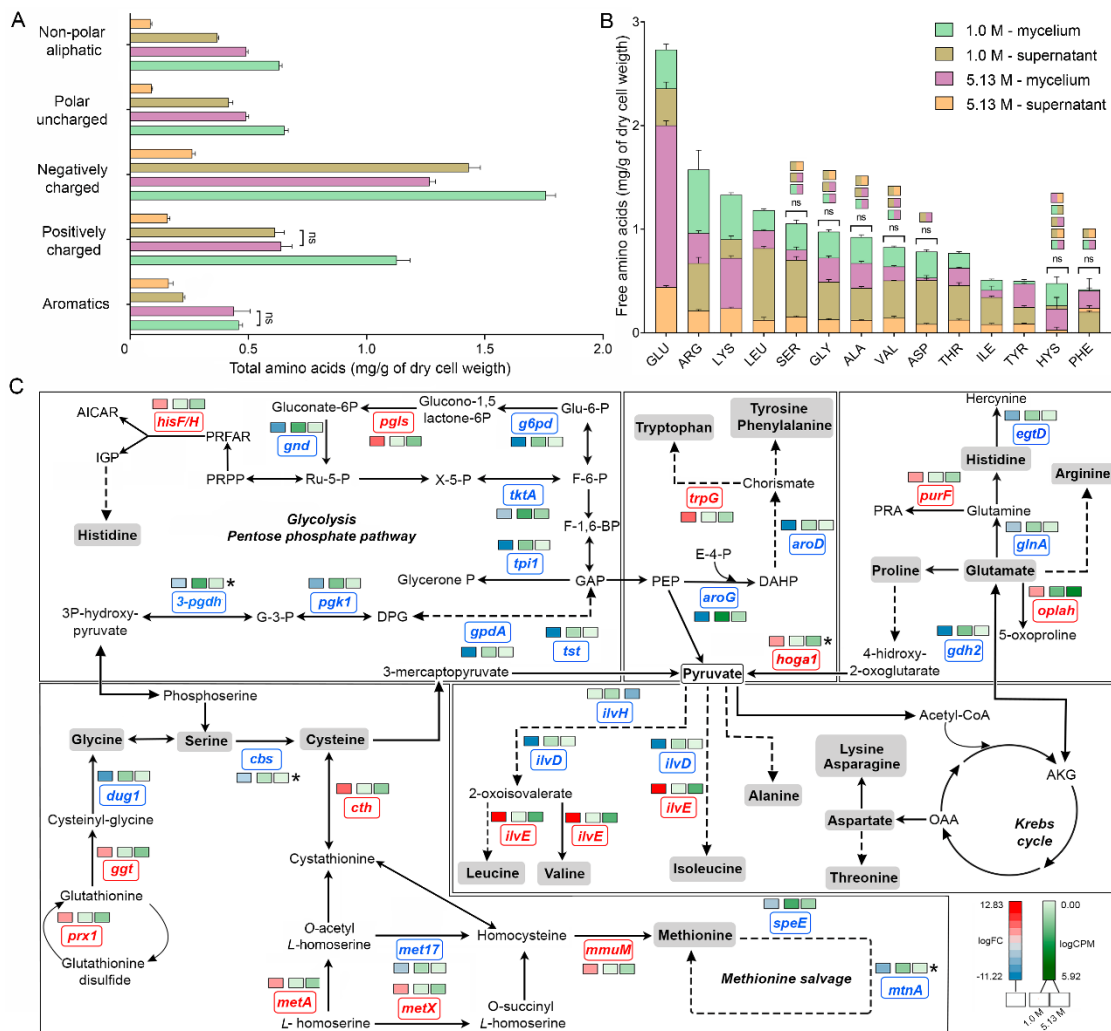 A
Non-polar
aliphatic
Polar
uncharged
Negatively
charged
Positively
charged
Aromatics
ns
ns
0
0.5
1.0
1.5
2.0
Total amino acids (mg/g of dry cell weigth)
B
Free amino acids (mg/g of dry cell weigth)
3
2
1
0
1.0 M - mycelium
1.0 M - supernatant
5.13 M - mycelium
5.13 M - supernatant
ns
ns
ns
ns
ns
ns
ns
GLU
ARG
LYS
LEU
SER
GLY
ALA
VAL
ASP
THR
ILE
TYR
HYS
PHE
C
AICAR
hisF/H
IGP
PRFAR
PRPP
Histidine
Gluconate-6P
Glucono-1,5
lactone-6P
Glu-6-P
pgls
g6pd
gnd
Ru-5-P
X-5-P
F-6-P
tktA
F-1,6-BP
Glycolysis
Pentose phosphate pathway
tpi1
Glycerone P
GAP
3-pgdh
*
pgk1
3P-hydroxy-
pyruvate
G-3-P
DPG
gpdA
tst
3-mercaptopyruvate
Tryptophan
Tyrosine
Phenylalanine
trpG
Chorismate
aroD
E-4-P
PEP
DAHP
aroG
hoga1
*
Pyruvate
Hercynine
egtD
Histidine
Arginine
purF
PRA
Glutamine
glnA
Proline
Glutamate
oplah
5-oxoproline
gdh2
4-hidroxy-
2-oxoglutarate
Phosphoserine
Glycine
Serine
Cysteine
cbs
*
dug1
Cysteinyl-glycine
cth
ggt
Cystathionine
Glutathionine
prx1
Glutathionine
disulfide
O-acetyl
L-homoserine
met17
Homocysteine
mmuM
Methionine
speE
Methionine salvage
mtnA
*
metA
metX
L- homoserine
O-succinyl
L-homoserine
ilvH
ilvD
ilvD
2-oxoisovalerate
ilvE
ilvE
ilvE
Leucine
Valine
Isoleucine
Alanine
Acetyl-CoA
Lysine
Asparagine
AKG
Aspartate
OAA
Krebs
cycle
Threonine
12.83
logFC
-11.22
0.00
logCPM
5.92
1.0 M
5.13 M